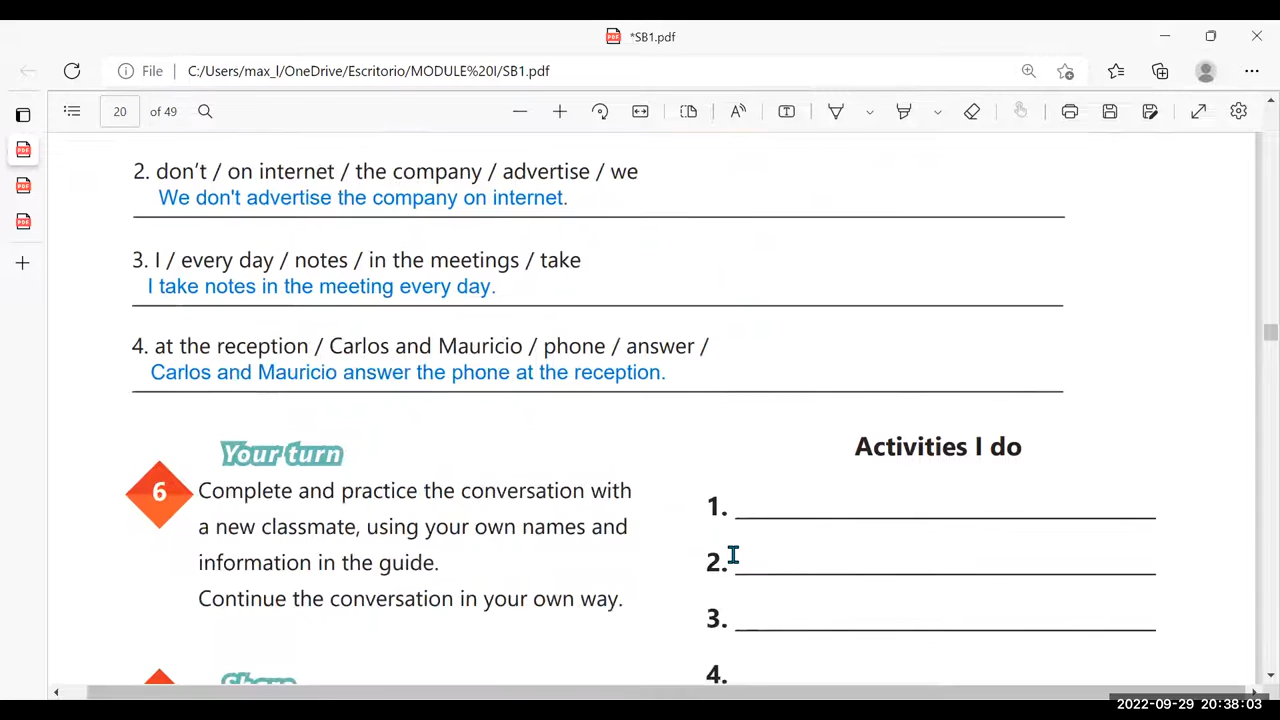 *SB1.pdf
File | C:/Users/max_l/OneDrive/Escritorio/MODULE%20I/SB1.pdf
20 of 49
2. don't / on internet / the company / advertise / we
We don't advertise the company on internet.
3. I / every day / notes / in the meetings / take
I take notes in the meeting every day.
4. at the reception / Carlos and Mauricio / phone / answer /
Carlos and Mauricio answer the phone at the reception.
Your turn
6
Complete and practice the conversation with
a new classmate, using your own names and
information in the guide.
Continue the conversation in your own way.
Activities I do
1.
2.
3.
4.
Share
2022-09-29 20:38:03